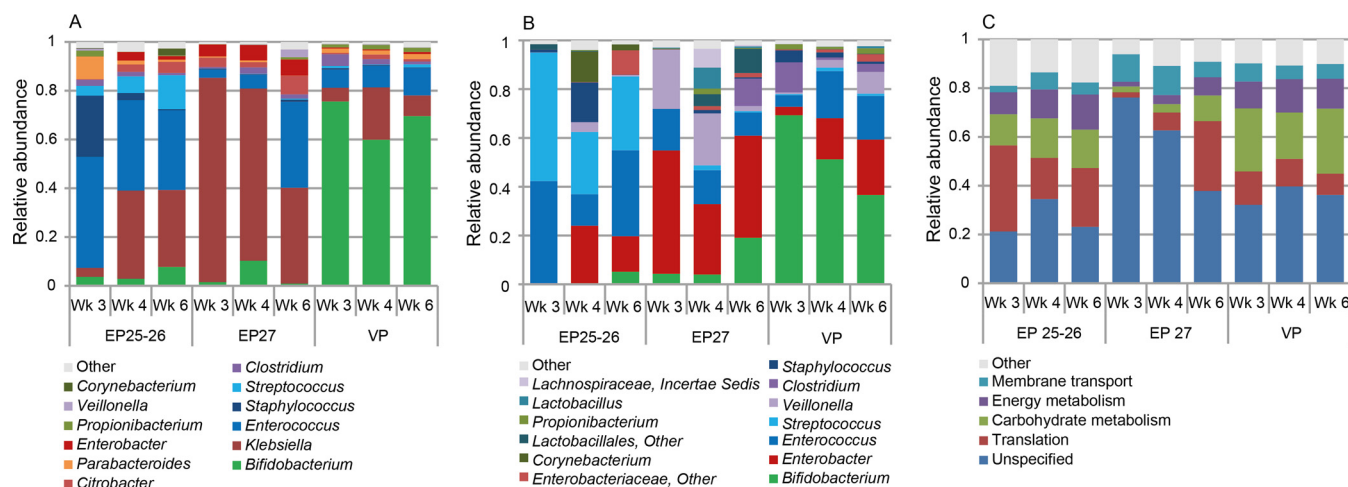 A
Relative abundance
1
0.8
0.6
0.4
0.2
0
Wk 3 Wk 4 Wk 6 Wk 3 Wk 4 Wk 6 Wk 3 Wk 4 Wk 6
EP25-26 EP27 VP
Other
Corynebacterium
Veillonella
Propionibacterium
Enterobacter
Parabacteroides
Citrobacter
Clostridium
Streptococcus
Staphylococcus
Enterococcus
Klebsiella
Bifidobacterium
B
Relative abundance
1
0.8
0.6
0.4
0.2
0
Wk 3 Wk 4 Wk 6 Wk 3 Wk 4 Wk 6 Wk 3 Wk 4 Wk 6
EP25-26 EP27 VP
Other
Lachnospiraceae, Incertae Sedis
Lactobacillus
Propionibacterium
Lactobacillales, Other
Corynebacterium
Enterobacteriaceae, Other
Staphylococcus
Clostridium
Veillonella
Streptococcus
Enterococcus
Enterobacter
Bifidobacterium
C
Relative abundance
1
0.8
0.6
0.4
0.2
0
Wk 3 Wk 4 Wk 6 Wk 3 Wk 4 Wk 6 Wk 3 Wk 4 Wk 6
EP 25-26 EP 27 VP
Other
Membrane transport
Energy metabolism
Carbohydrate metabolism
Translation
Unspecified